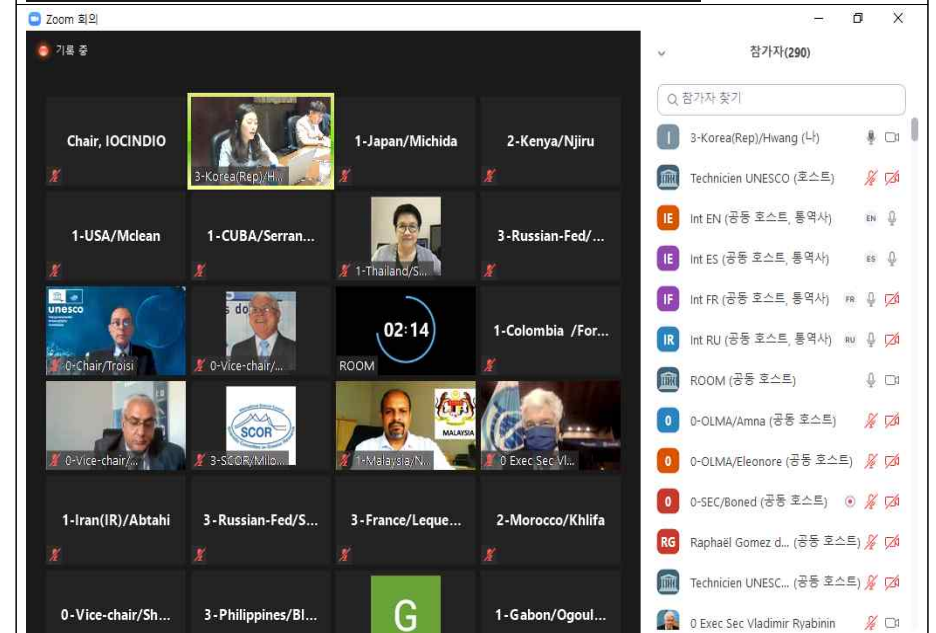 Zoom 회의
기록 중
Chair, IOCINDIO
3-Korea(Rep)/H...
1-Japan/Michida
2-Kenya/Njiru
1-USA/Mclean
1-CUBA/Serran...
1-Thailand/S...
3-Russian-Fed/...
unesco
0-Chair/Troisi
0-Vice-chair/...
02:14
ROOM
1-Colombia /For...
0-Vice-chair/...
SCOR
3-SCOR/Milo...
MALAYSIA
1-Malaysia/N...
0 Exec Sec Vl...
1-Iran(IR)/Abtahi
3-Russian-Fed/S...
3-France/Leque...
2-Morocco/Khlifa
0-Vice-chair/Sh...
3-Philippines/Bl...
G
1-Gabon/Ogoul...
참가자(290)
참가자 찾기
I 3-Korea(Rep)/Hwang (나)
Technicien UNESCO (호스트)
IE Int EN (공동 호스트, 통역사) EN
IE Int ES (공동 호스트, 통역사) ES
IF Int FR (공동 호스트, 통역사) FR
IR Int RU (공동 호스트, 통역사) RU
ROOM (공동 호스트)
0 0-OLMA/Amna (공동 호스트)
0 0-OLMA/Eleonore (공동 호스트)
0 0-SEC/Boned (공동 호스트)
RG Raphaël Gomez d... (공동 호스트)
Technicien UNESC... (공동 호스트)
0 Exec Sec Vladimir Ryabinin